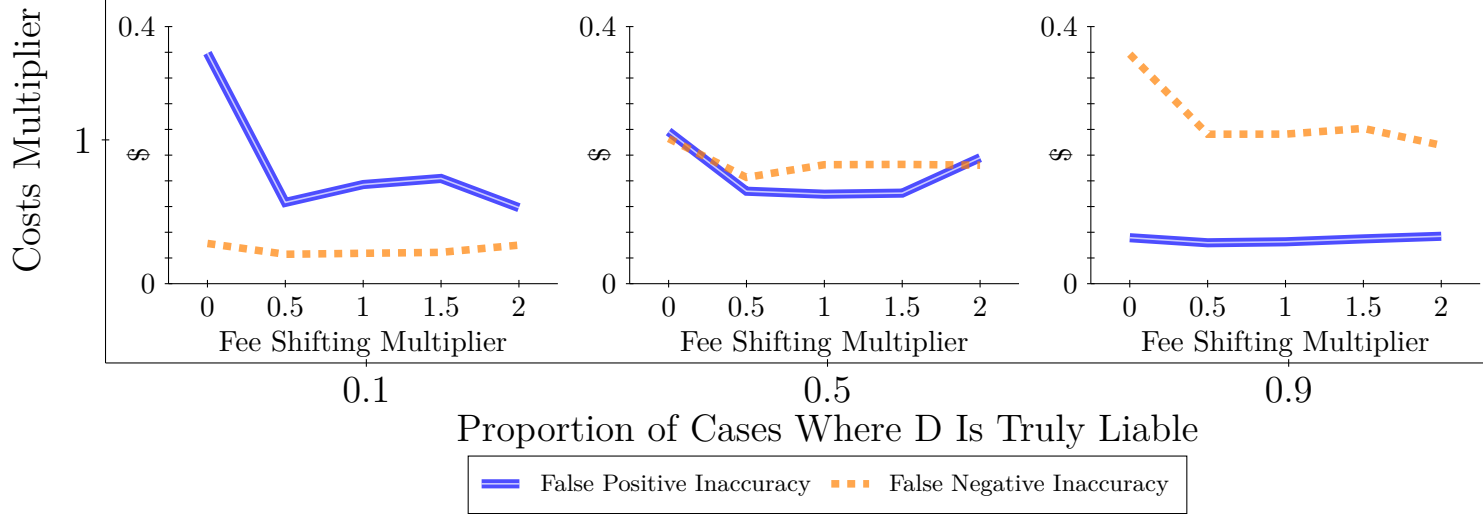 Costs Multiplier
1
0.4
$
0
0 0.5 1 1.5 2
Fee Shifting Multiplier
0.4
$
0
0 0.5 1 1.5 2
Fee Shifting Multiplier
0.4
$
0
0 0.5 1 1.5 2
Fee Shifting Multiplier
0.1 0.5 0.9
Proportion of Cases Where D Is Truly Liable
False Positive Inaccuracy False Negative Inaccuracy